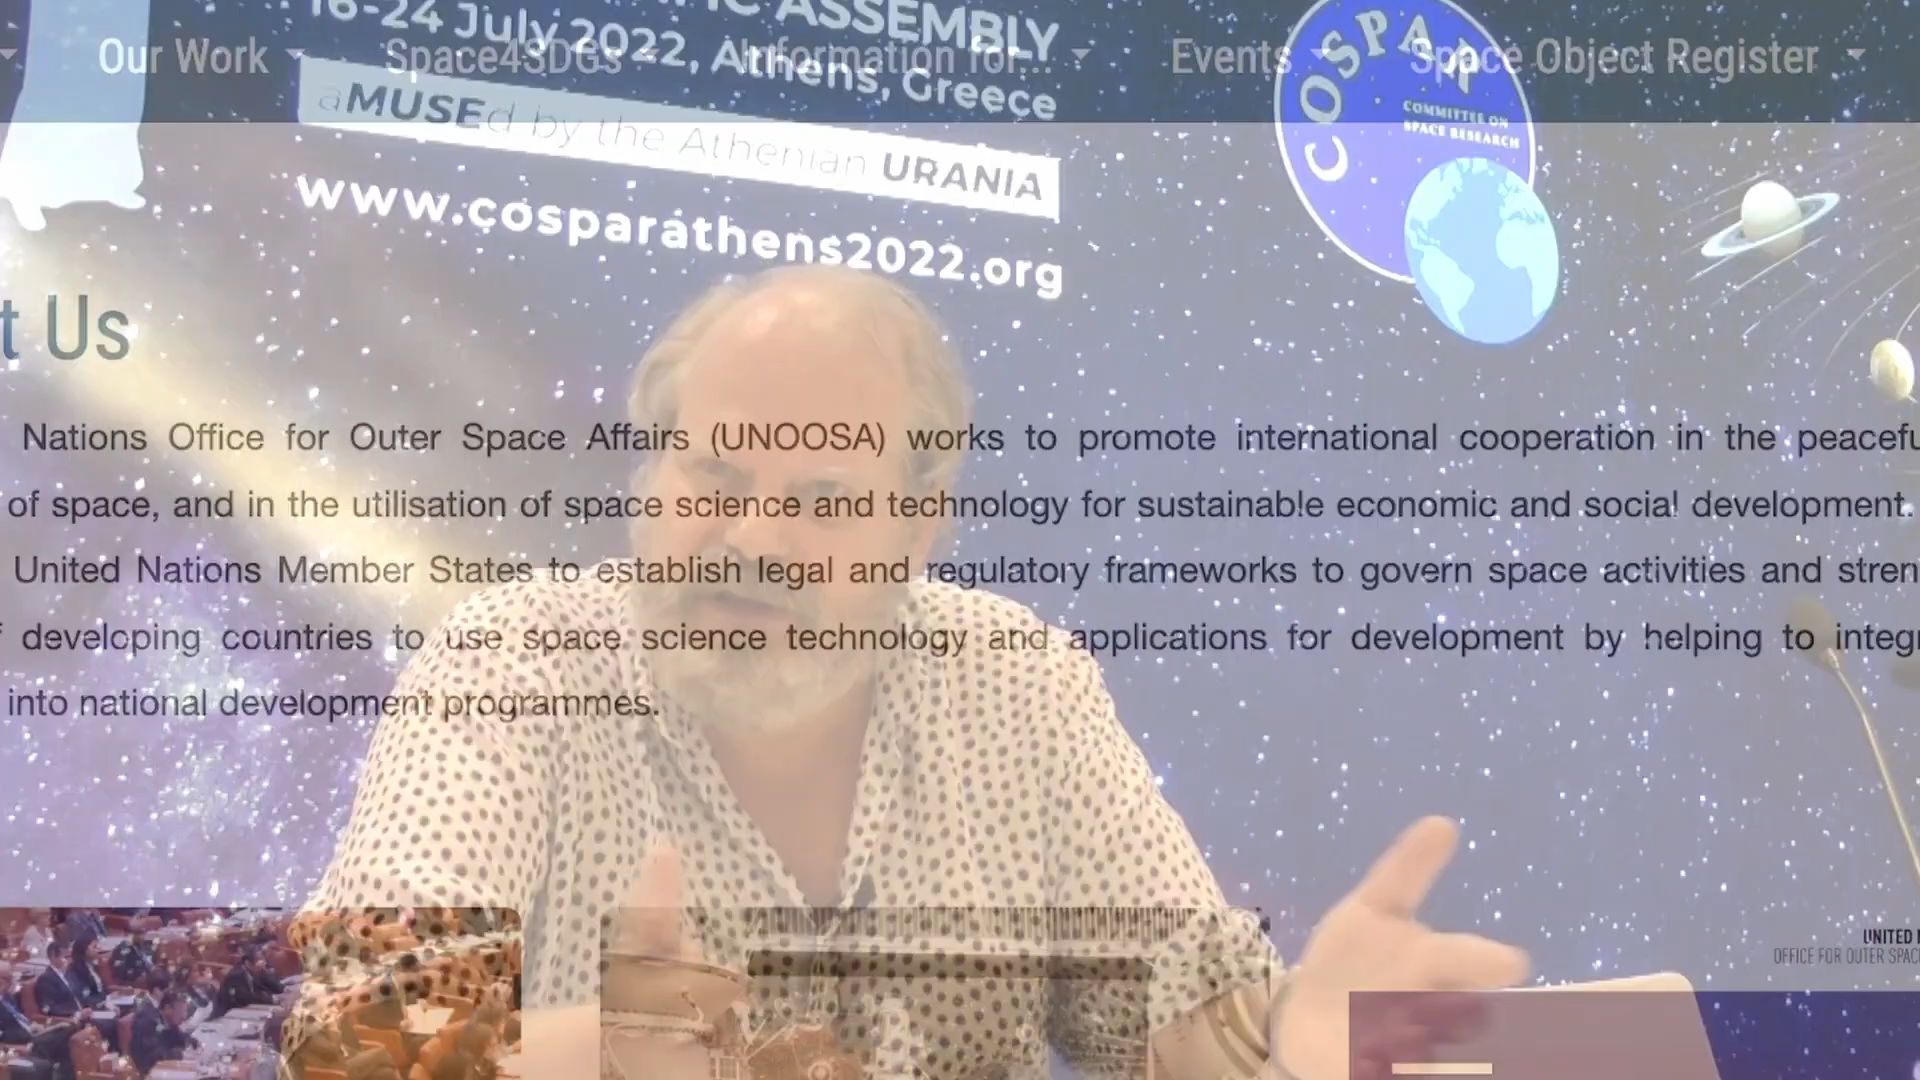 16-24 July 2022, Athens, Greece
ASSEMBLY
Our Work
Space4SDGs
Information for...
Events
Space Object Register
aMUSEd by the Athenian URANIA
www.cosparathens2022.org
COSPAR
COMMITTEE ON
SPACE RESEARCH
t Us
Nations Office for Outer Space Affairs (UNOOSA) works to promote international cooperation in the peacefu
of space, and in the utilisation of space science and technology for sustainable economic and social development.
United Nations Member States to establish legal and regulatory frameworks to govern space activities and stren
developing countries to use space science technology and applications for development by helping to integr
into national development programmes.
UNITED
OFFICE FOR OUTER SPAC